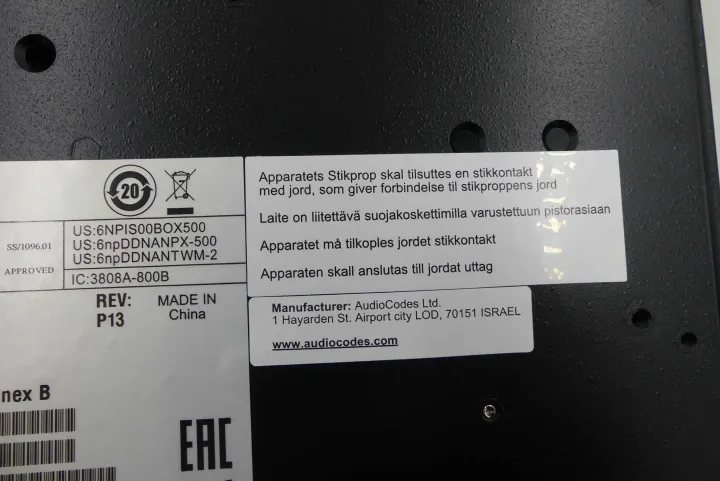 20
SS/1096.01
APPROVED
US:6NPIS00BOX500
US:6npDDNANPX-500
US:6npDDNANTWM-2
IC:3808A-800B
REV:
P13
MADE IN
China
nex B
EAC
Apparatets Stikprop skal tilsuttes en stikkontakt
med jord, som giver forbindelse til stikproppens jord
Laite on liitettävä suojakoskettimilla varustettuun pistorasiaan
Apparatet må tilkoples jordet stikkontakt
Apparaten skall anslutas till jordat uttag
Manufacturer: AudioCodes Ltd.
1 Hayarden St. Airport city LOD, 70151 ISRAEL
www.audiocodes.com